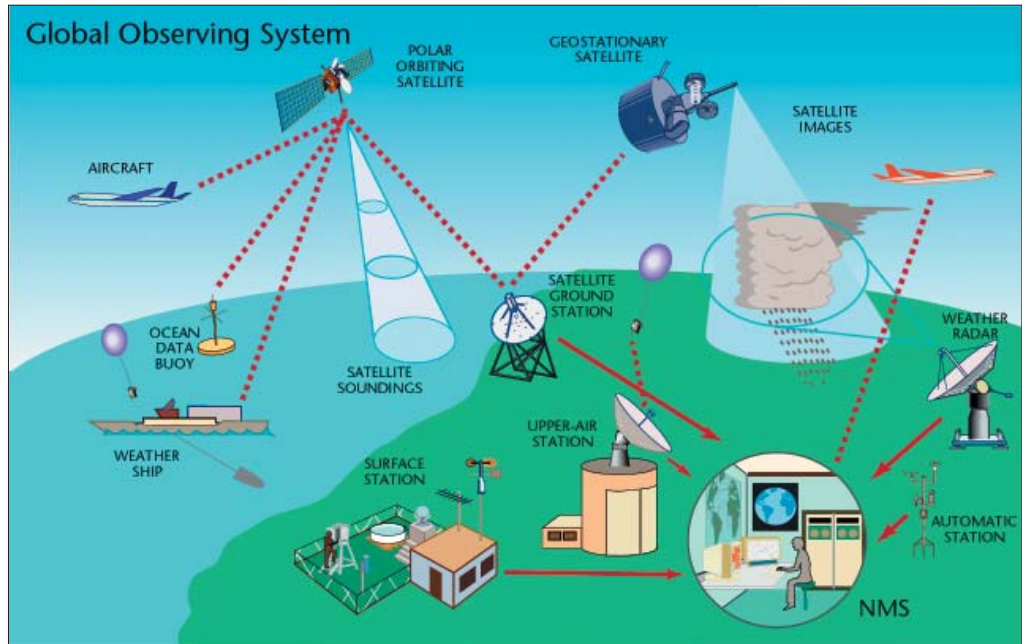 Global Observing System
POLAR
ORBITING
SATELLITE
GEOSTATIONARY
SATELLITE
SATELLITE
IMAGES
AIRCRAFT
OCEAN
DATA
BUOY
SATELLITE
SOUNDINGS
SATELLITE
GROUND
STATION
WEATHER
RADAR
WEATHER
SHIP
UPPER-AIR
STATION
SURFACE
STATION
AUTOMATIC
STATION
NMS